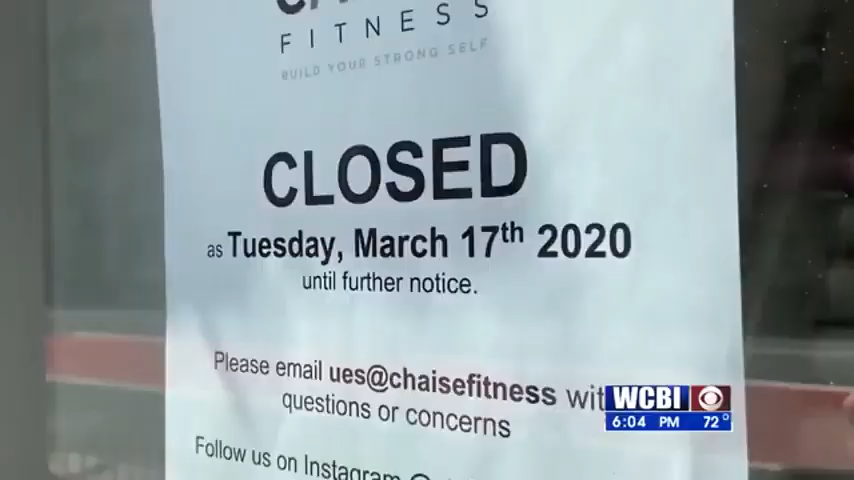 FITNESS
BUILD YOUR STRONG SELF
CLOSED
as Tuesday, March 17th 2020
until further notice.
Please email ues@chaisefitness
questions or concerns
Follow us on Instagram
WCBI
6:04 PM 72°